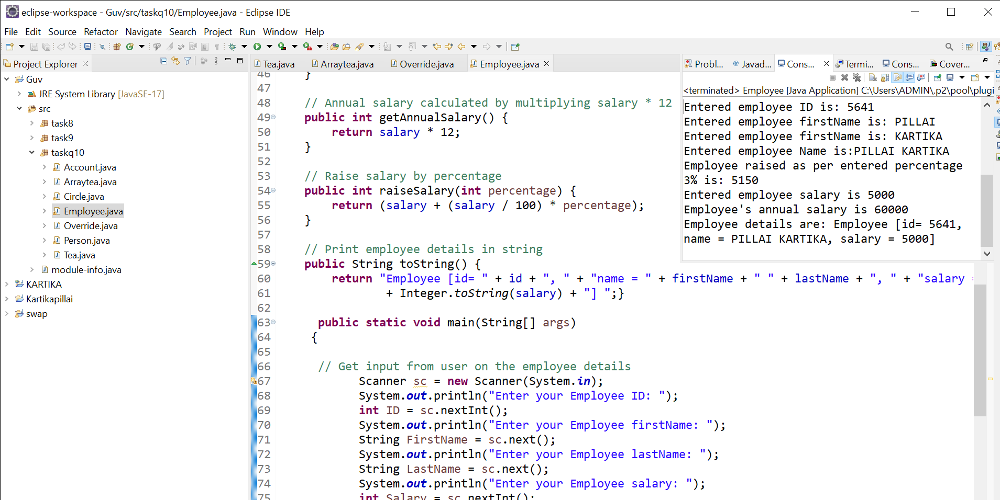 eclipse-workspace - Guv/src/taskq10/Employee.java - Eclipse IDE
File Edit Source Refactor Navigate Search Project Run Window Help
Project Explorer
Guv
JRE System Library [JavaSE-17]
src
task8
task9
taskq10
Account.java
Arraytea.java
Circle.java
Employee.java
Override.java
Person.java
Tea.java
module-info.java
KARTIKA
Kartikapillai
swap
Tea.java Arraytea.java Override.java Employee.java
46 }
47
48 // Annual salary calculated by multiplying salary * 12
49 public int getAnnualSalary() {
50 return salary * 12;
51 }
52
53 // Raise salary by percentage
54 public int raiseSalary(int percentage) {
55 return (salary + (salary / 100) * percentage);
56 }
57
58 // Print employee details in string
59 public String toString() {
60 return "Employee [id= " + id + ", " + "name = " + firstName + " " + lastName + ", " + "salary
61 + Integer.toString(salary) + "] ";}
62
63 public static void main(String[] args)
64 {
65
66 // Get input from user on the employee details
67 Scanner sc = new Scanner(System.in);
68 System.out.println("Enter your Employee ID: ");
69 int ID = sc.nextInt();
70 System.out.println("Enter your Employee firstName: ");
71 String FirstName = sc.next();
72 System.out.println("Enter your Employee lastName: ");
73 String LastName = sc.next();
74 System.out.println("Enter your Employee salary: ");
75 int Salary = sc.nextInt();
Probl... Javad... Cons... Termi... Cons... Cover...
<terminated> Employee [Java Application] C:\Users\ADMIN\.p2\pool\plugi
Entered employee ID is: 5641
Entered employee firstName is: PILLAI
Entered employee firstName is: KARTIKA
Entered employee Name is:PILLAI KARTIKA
Employee raised as per entered percentage
3% is: 5150
Entered employee salary is 5000
Employee's annual salary is 60000
Employee details are: Employee [id= 5641,
name = PILLAI KARTIKA, salary = 5000]